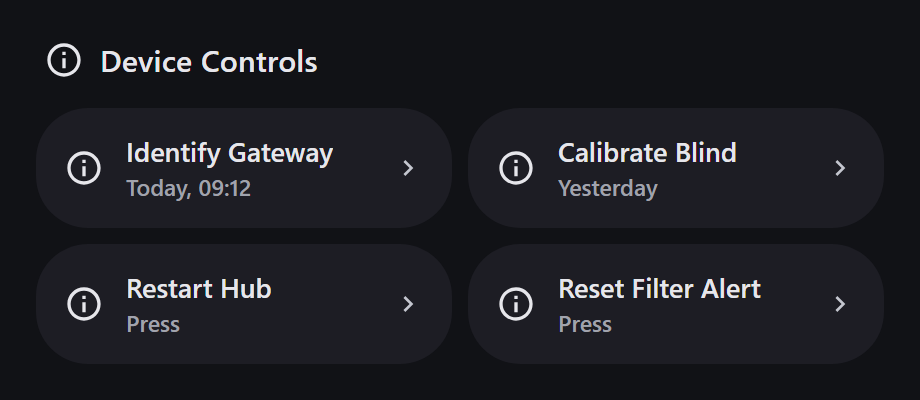 Device Controls
Identify Gateway
Today, 09:12
Calibrate Blind
Yesterday
Restart Hub
Press
Reset Filter Alert
Press